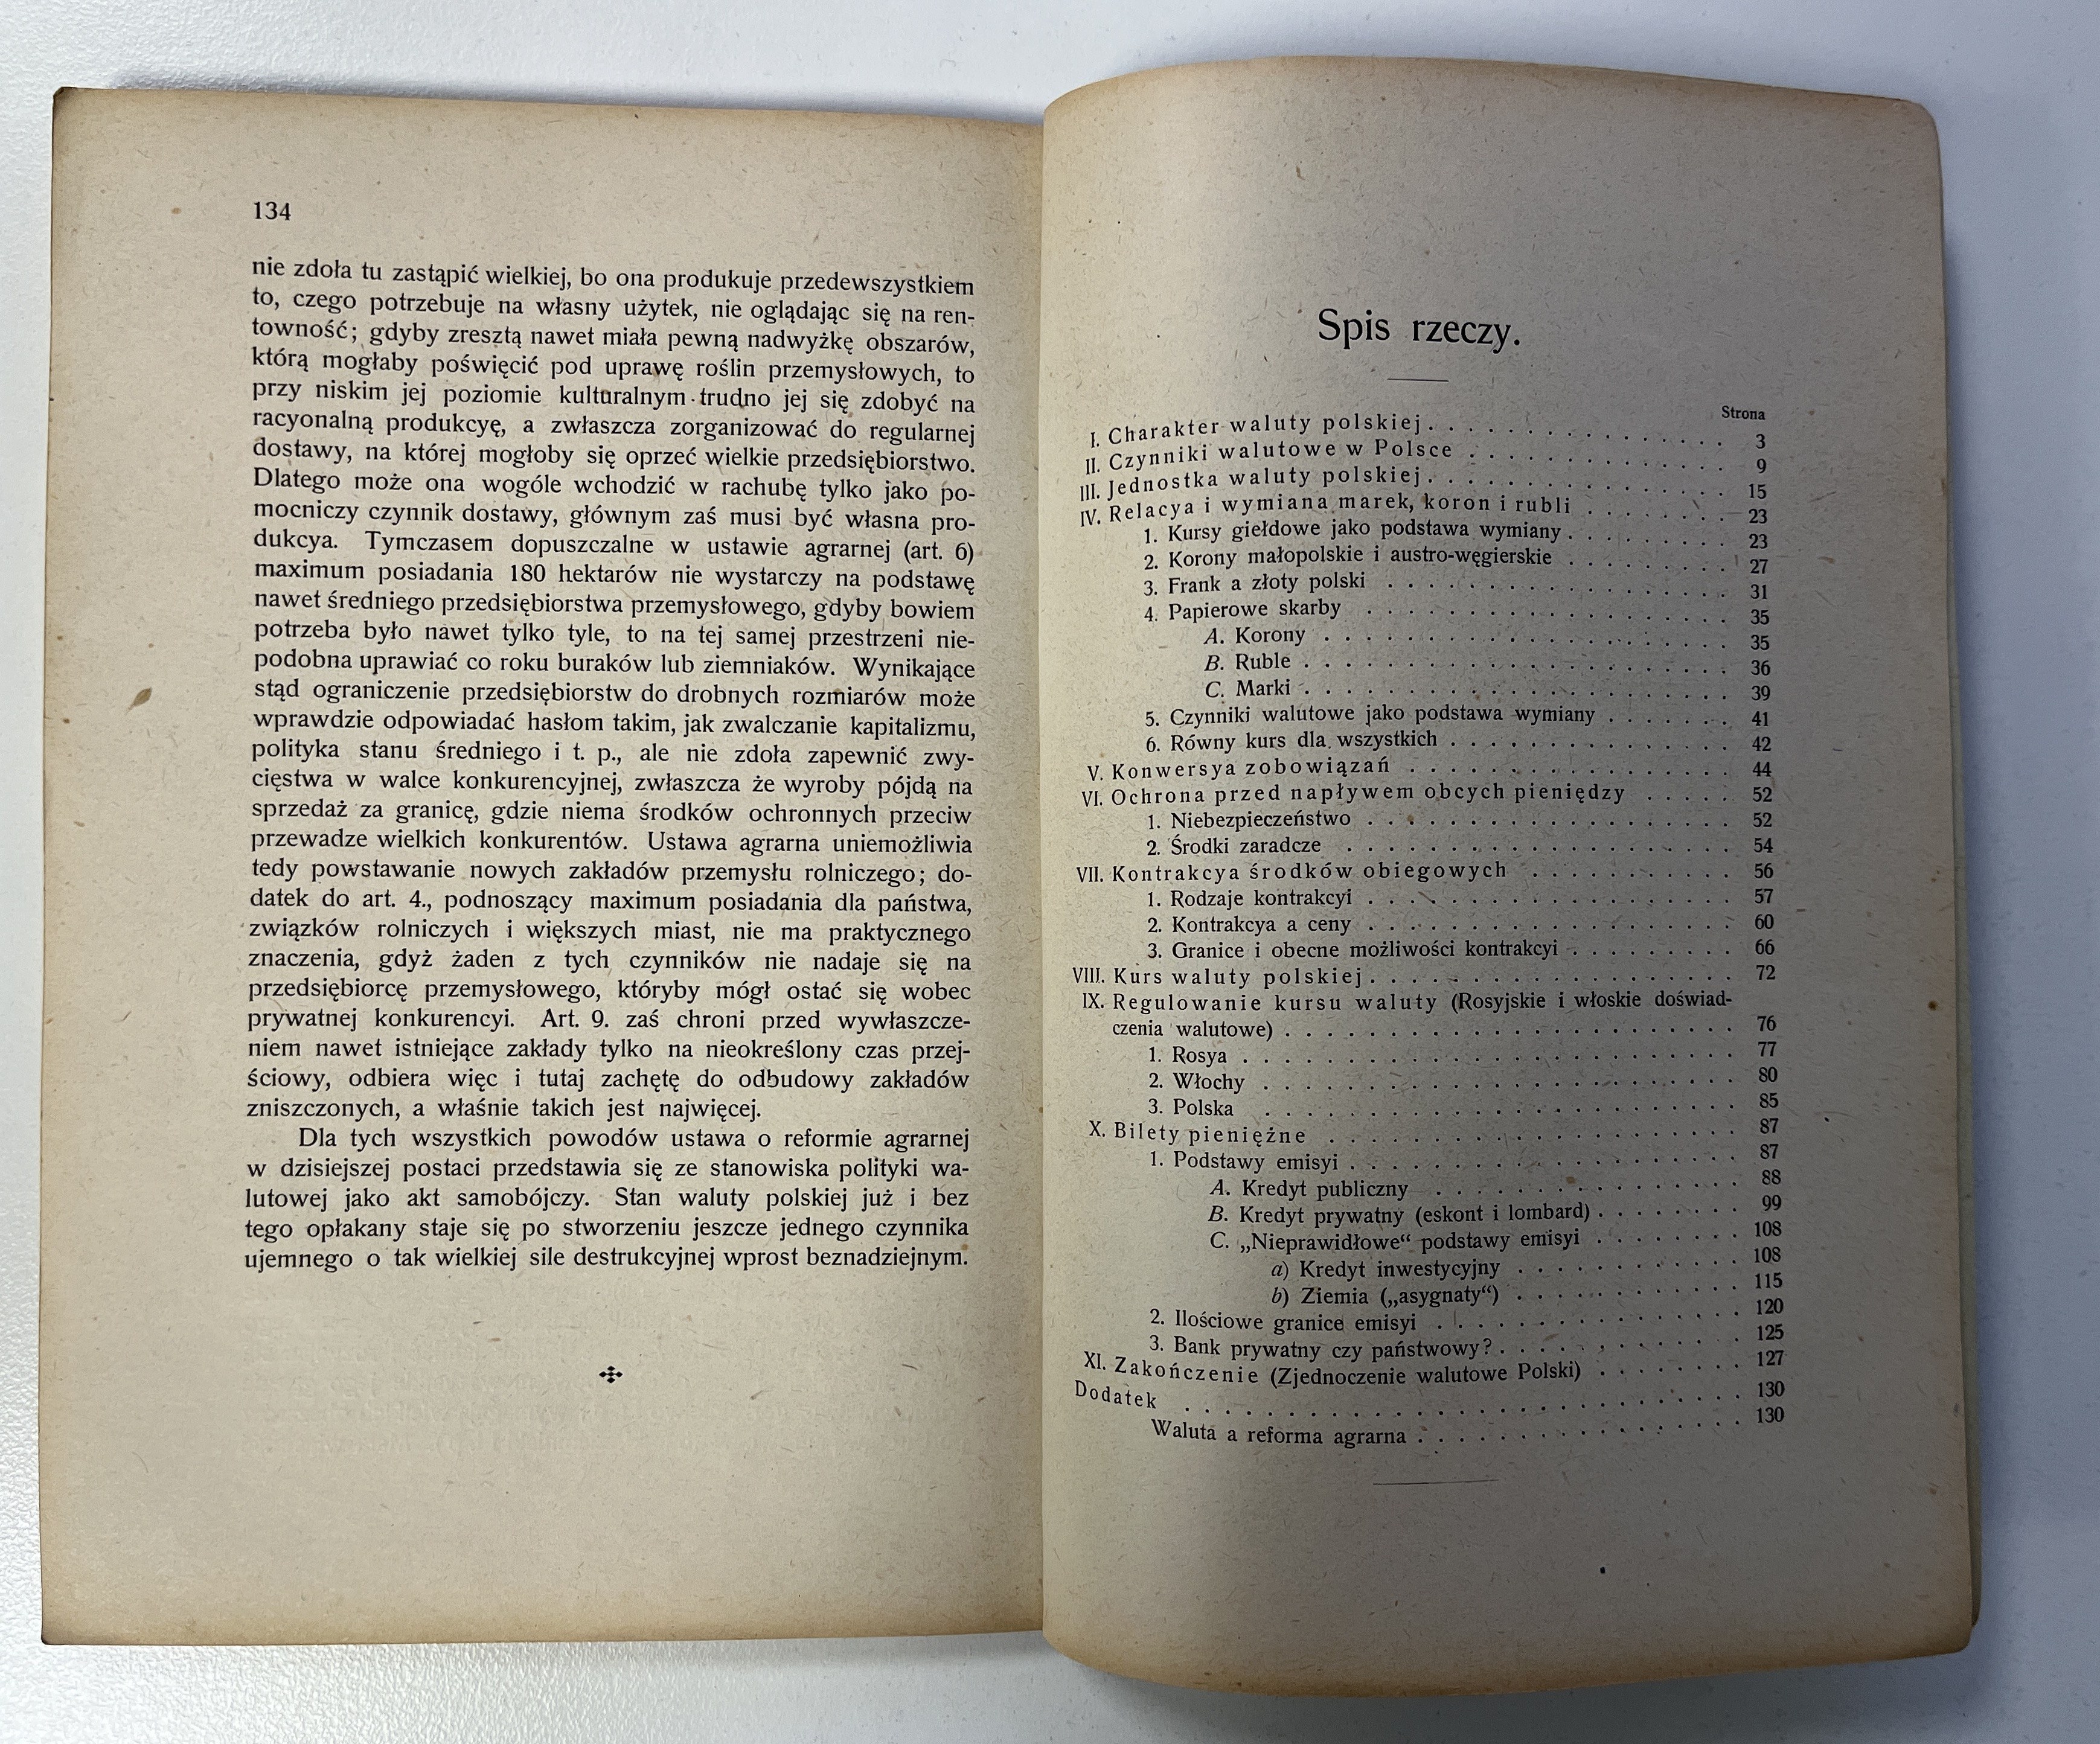 134
nie zdoła tu zastąpić wielkiej, bo ona produkuje przedewszystkiem
to, czego potrzebuje na własny użytek, nie oglądając się na ren-
towność; gdyby zresztą nawet miała pewną nadwyżkę obszarów,
którą mogłaby poświęcić pod uprawę roślin przemysłowych, to
przy niskim jej poziomie kulturalnym trudno jej się zdobyć na
racyonalną produkcyę, a zwłaszcza zorganizować do regularnej
dostawy, na której mogłoby się oprzeć wielkie przedsiębiorstwo.
Dlatego może ona wogóle wchodzić w rachubę tylko jako po-
mocniczy czynnik dostawy, głównym zaś musi być własna pro-
dukcya. Tymczasem dopuszczalne w ustawie agrarnej (art. 6)
maximum posiadania 180 hektarów nie wystarczy na podstawę
nawet średniego przedsiębiorstwa przemysłowego, gdyby bowiem
potrzeba było nawet tylko tyle, to na tej samej przestrzeni nie-
podobna uprawiać co roku buraków lub ziemniaków. Wynikające
stąd ograniczenie przedsiębiorstw do drobnych rozmiarów może
wprawdzie odpowiadać hasłom takim, jak zwalczanie kapitalizmu,
polityka stanu średniego i t. p., ale nie zdoła zapewnić zwy-
cięstwa w walce konkurencyjnej, zwłaszcza że wyroby pójdą na
sprzedaż za granicę, gdzie niema środków ochronnych przeciw
przewadze wielkich konkurentów. Ustawa agrarna uniemożliwia
tedy powstawanie nowych zakładów przemysłu rolniczego; do-
datek do art. 4., podnoszący maximum posiadania dla państwa,
związków rolniczych i większych miast, nie ma praktycznego
znaczenia, gdyż żaden z tych czynników nie nadaje się na
przedsiębiorcę przemysłowego, któryby mógł ostać się wobec
prywatnej konkurencyi. Art. 9. zaś chroni przed wywłaszcze-
niem nawet istniejące zakłady tylko na nieokreślony czas przej-
ściowy, odbiera więc i tutaj zachętę do odbudowy zakładów
zniszczonych, a właśnie takich jest najwięcej.
Dla tych wszystkich powodów ustawa o reformie agrarnej
w dzisiejszej postaci przedstawia się ze stanowiska polityki wa-
lutowej jako akt samobójczy. Stan waluty polskiej już i bez
tego opłakany staje się po stworzeniu jeszcze jednego czynnika
ujemnego o tak wielkiej sile destrukcyjnej wprost beznadziejnym.
Spis rzeczy.
Strona
I. Charakter waluty polskiej . . . . . 3
II. Czynniki walutowe w Polsce . . . . . 9
III. Jednostka waluty polskiej . . . . . 15
IV. Relacya i wymiana marek, koron i rubli . . . . . 23
1. Kursy giełdowe jako podstawa wymiany . . . . . 23
2. Korony małopolskie i austro-węgierskie . . . . . 27
3. Frank a złoty polski . . . . . 31
4. Papierowe skarby . . . . . 35
A. Korony . . . . . 35
B. Ruble . . . . . 36
C. Marki . . . . . 39
5. Czynniki walutowe jako podstawa wymiany . . . . . 41
6. Równy kurs dla wszystkich . . . . . 42
V. Konwersya zobowiązań . . . . . 44
VI. Ochrona przed napływem obcych pieniędzy . . . . . 52
1. Niebezpieczeństwo . . . . . 52
2. Środki zaradcze . . . . . 54
VII. Kontrakcya środków obiegowych . . . . . 56
1. Rodzaje kontrakcyi . . . . . 57
2. Kontrakcya a ceny . . . . . 60
3. Granice i obecne możliwości kontrakcyi . . . . . 66
VIII. Kurs waluty polskiej . . . . . 72
IX. Regulowanie kursu waluty (Rosyjskie i włoskie doświad-
czenia walutowe) . . . . . 76
1. Rosya . . . . . 77
2. Włochy . . . . . 80
3. Polska . . . . . 85
X. Bilety pieniężne . . . . . 87
1. Podstawy emisyi . . . . . 87
A. Kredyt publiczny . . . . . 88
B. Kredyt prywatny (eskont i lombard) . . . . . 99
C. „Nieprawidłowe“ podstawy emisyi . . . . . 108
a) Kredyt inwestycyjny . . . . . 108
b) Ziemia („asygnaty“) . . . . . 115
2. Ilościowe granice emisyi . . . . . 120
3. Bank prywatny czy państwowy? . . . . . 125
XI. Zakończenie (Zjednoczenie walutowe Polski) . . . . . 127
Dodatek . . . . . 130
Waluta a reforma agrarna . . . . . 130